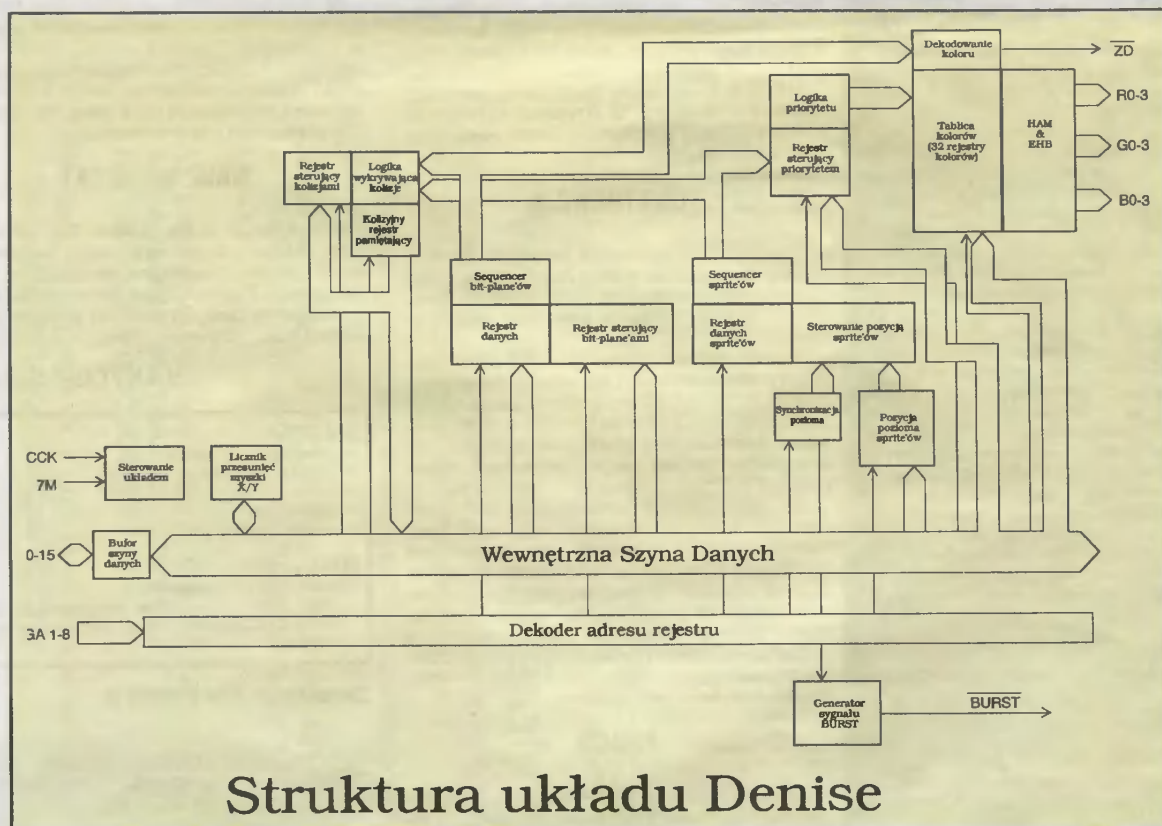 Dekodowanie
koloru
ZD
Logika
priorytetu
R0-3
Tablica
kolorów
(32 rejestry
kolorów)
HAM
&
EHB
G0-3
B0-3
Rejestr
sterujący
kolizjami
Logika
wykrywająca
kolizje
Rejestr
sterujący
priorytetem
Kolizyjny
rejestr
pamiętający
Sequencer
bit-plane'ów
Sequencer
sprite'ów
Rejestr
danych
Rejestr sterujący
bit-plane'ami
Rejestr
danych
sprite'ów
Sterowanie pozycją
sprite'ów
Synchronizacja
pozioma
Pozycja
pozioma
sprite'ów
CCK
7M
Sterowanie
układem
Licznik
przesunięć
myszki
X/Y
0-15
Bufor
szyny
danych
Wewnętrzna Szyna Danych
GA 1-8
Dekoder adresu rejestru
Generator
sygnału
BURST
BURST
Struktura układu Denise